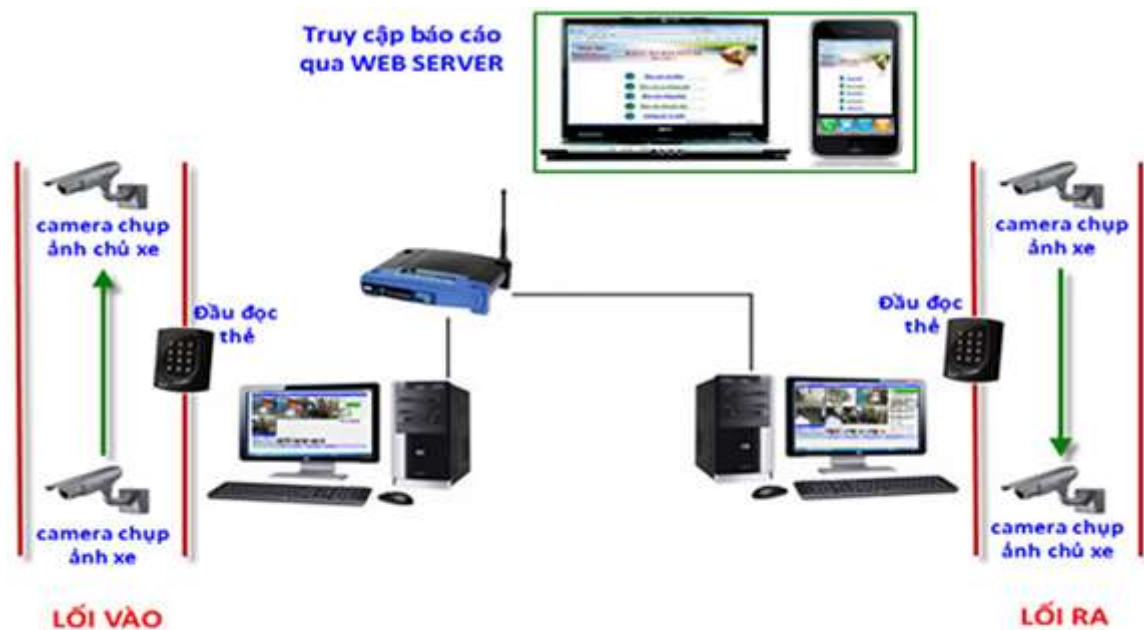 Truy cập báo cáo
qua WEB SERVER
camera chụp
ảnh chủ xe
Đầu đọc
thẻ
camera chụp
ảnh xe
LỐI VÀO
camera chụp
ảnh xe
Đầu đọc
thẻ
camera chụp
ảnh chủ xe
LỐI RA